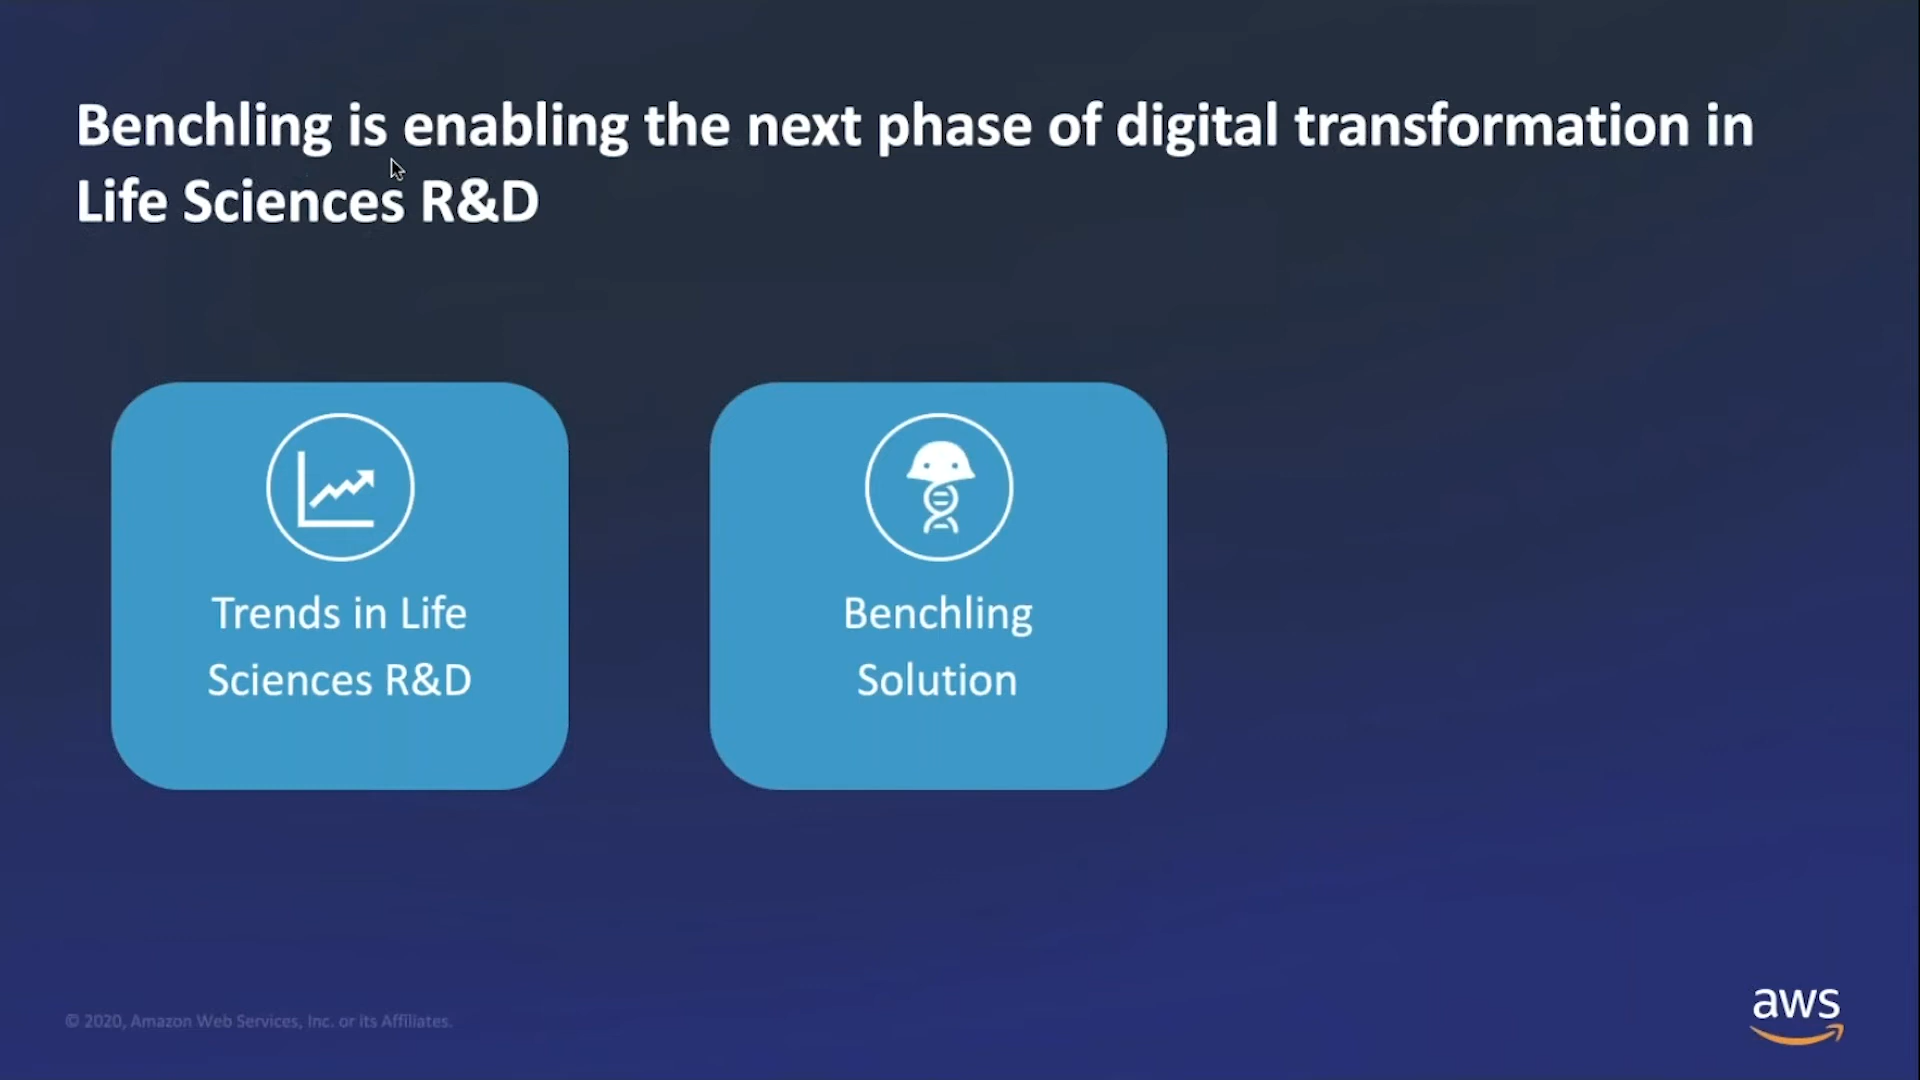 Benchling is enabling the next phase of digital transformation in
Life Sciences R&D
Trends in Life
Sciences R&D
Benchling
Solution
© 2020, Amazon Web Services, Inc. or its Affiliates.
aws